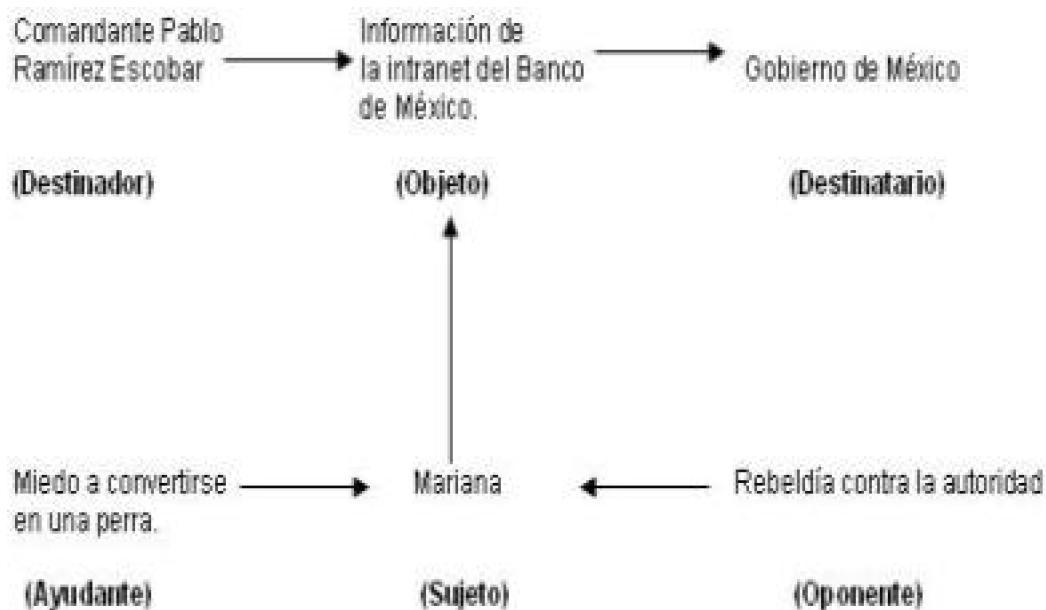 Comandante Pablo
Ramírez Escobar
Información de
la intranet del Banco
de México.
Gobierno de México
(Destinador)
(Objeto)
(Destinatario)
Miedo a convertirse
en una perra.
Mariana
Rebeldía contra la autoridad
(Ayudante)
(Sujeto)
(Oponente)